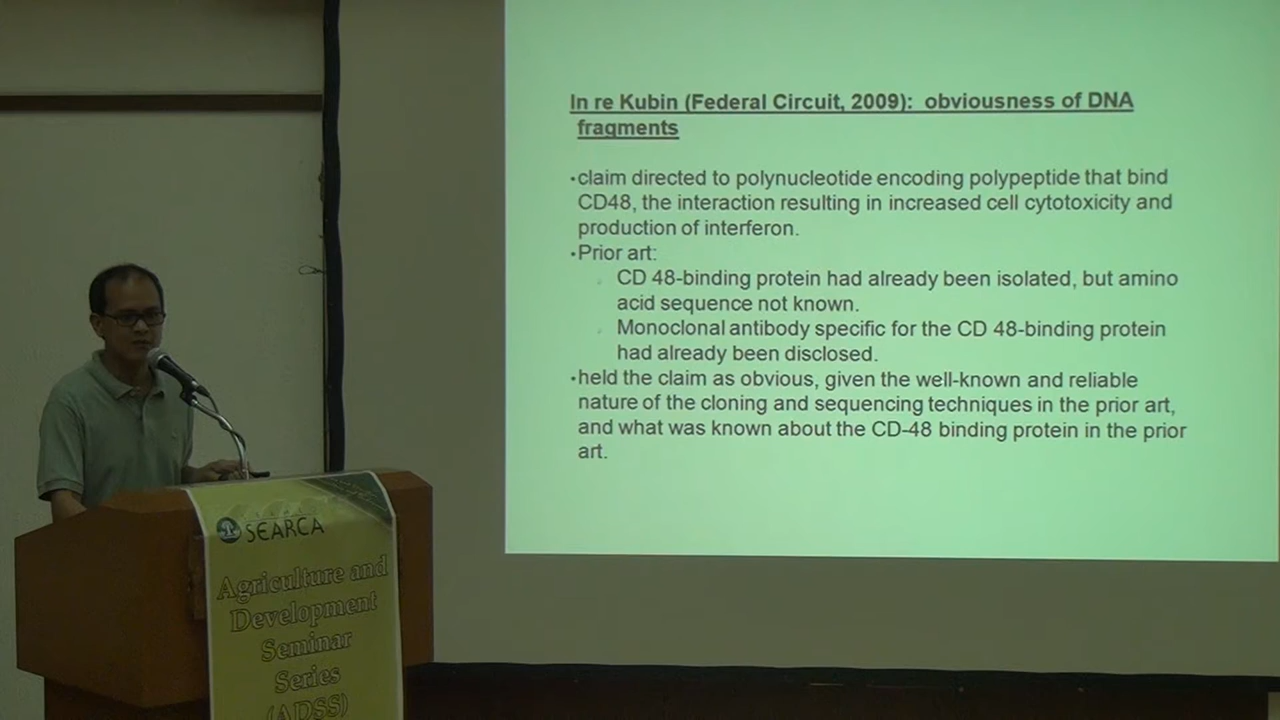 In re Kubin (Federal Circuit, 2009): obviousness of DNA
fragments
•claim directed to polynucleotide encoding polypeptide that bind
CD48, the interaction resulting in increased cell cytotoxicity and
production of interferon.
•Prior art:
CD 48-binding protein had already been isolated, but amino
acid sequence not known.
Monoclonal antibody specific for the CD 48-binding protein
had already been disclosed.
•held the claim as obvious, given the well-known and reliable
nature of the cloning and sequencing techniques in the prior art,
and what was known about the CD-48 binding protein in the prior
art.
SEARCA
Agriculture and
Development
Seminar
Series
(ADSS)